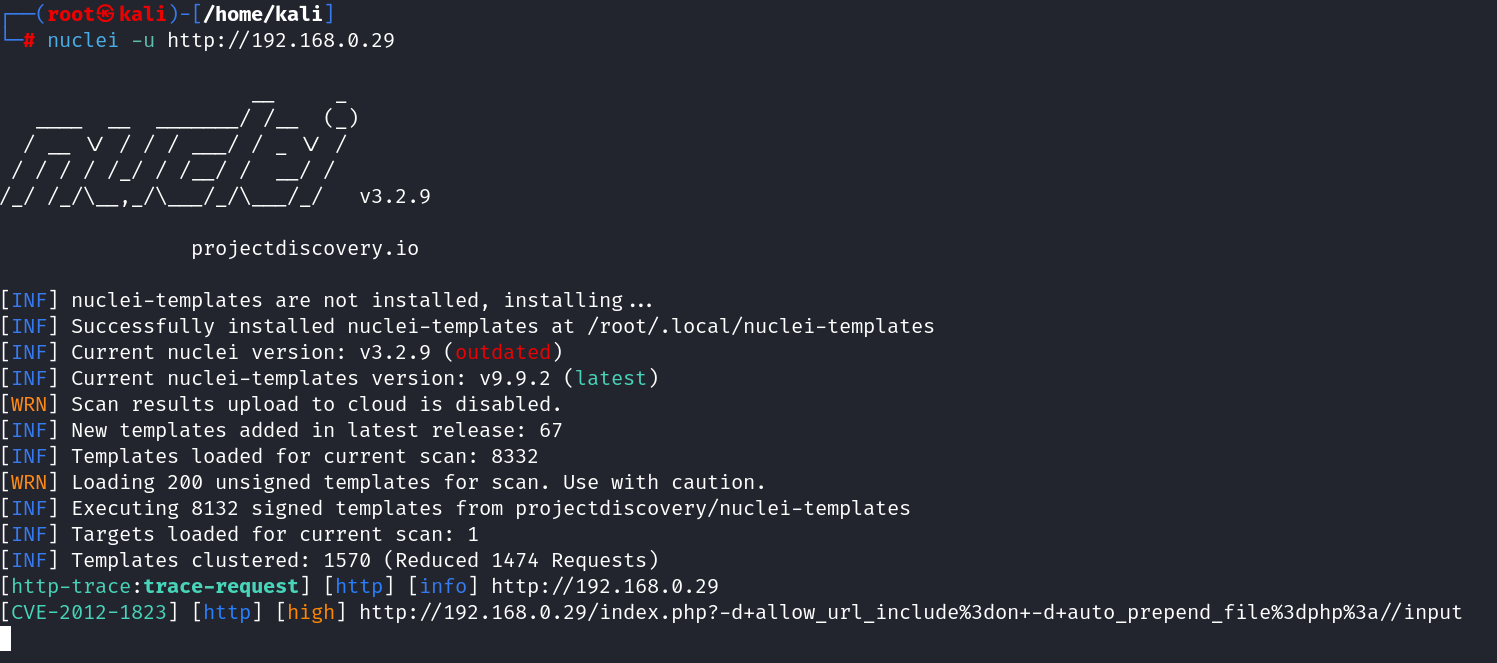 ┌──(root㉿kali)-[/home/kali]
└─# nuclei -u http://192.168.0.29
                     __     _
   ____  __  _______/ /__  (_)
  / __ \/ / / / ___/ / _ \/ /
 / / / / /_/ / /__/ /  __/ /
/_/ /_/\__,_/\___/_/\___/_/   v3.2.9
                projectdiscovery.io
[INF] nuclei-templates are not installed, installing...
[INF] Successfully installed nuclei-templates at /root/.local/nuclei-templates
[INF] Current nuclei version: v3.2.9 (outdated)
[INF] Current nuclei-templates version: v9.9.2 (latest)
[WRN] Scan results upload to cloud is disabled.
[INF] New templates added in latest release: 67
[INF] Templates loaded for current scan: 8332
[WRN] Loading 200 unsigned templates for scan. Use with caution.
[INF] Executing 8132 signed templates from projectdiscovery/nuclei-templates
[INF] Targets loaded for current scan: 1
[INF] Templates clustered: 1570 (Reduced 1474 Requests)
[http-trace:trace-request] [http] [info] http://192.168.0.29
[CVE-2012-1823] [http] [high] http://192.168.0.29/index.php?-d+allow_url_include%3don+-d+auto_prepend_file%3dphp%3a//input